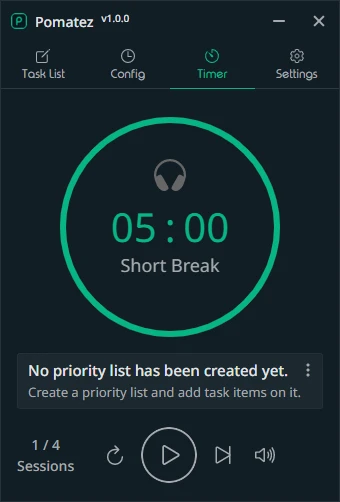 Pomatez v1.0.0
Task List Config Timer Settings
05 : 00
Short Break
No priority list has been created yet.
Create a priority list and add task items on it.
1 / 4
Sessions